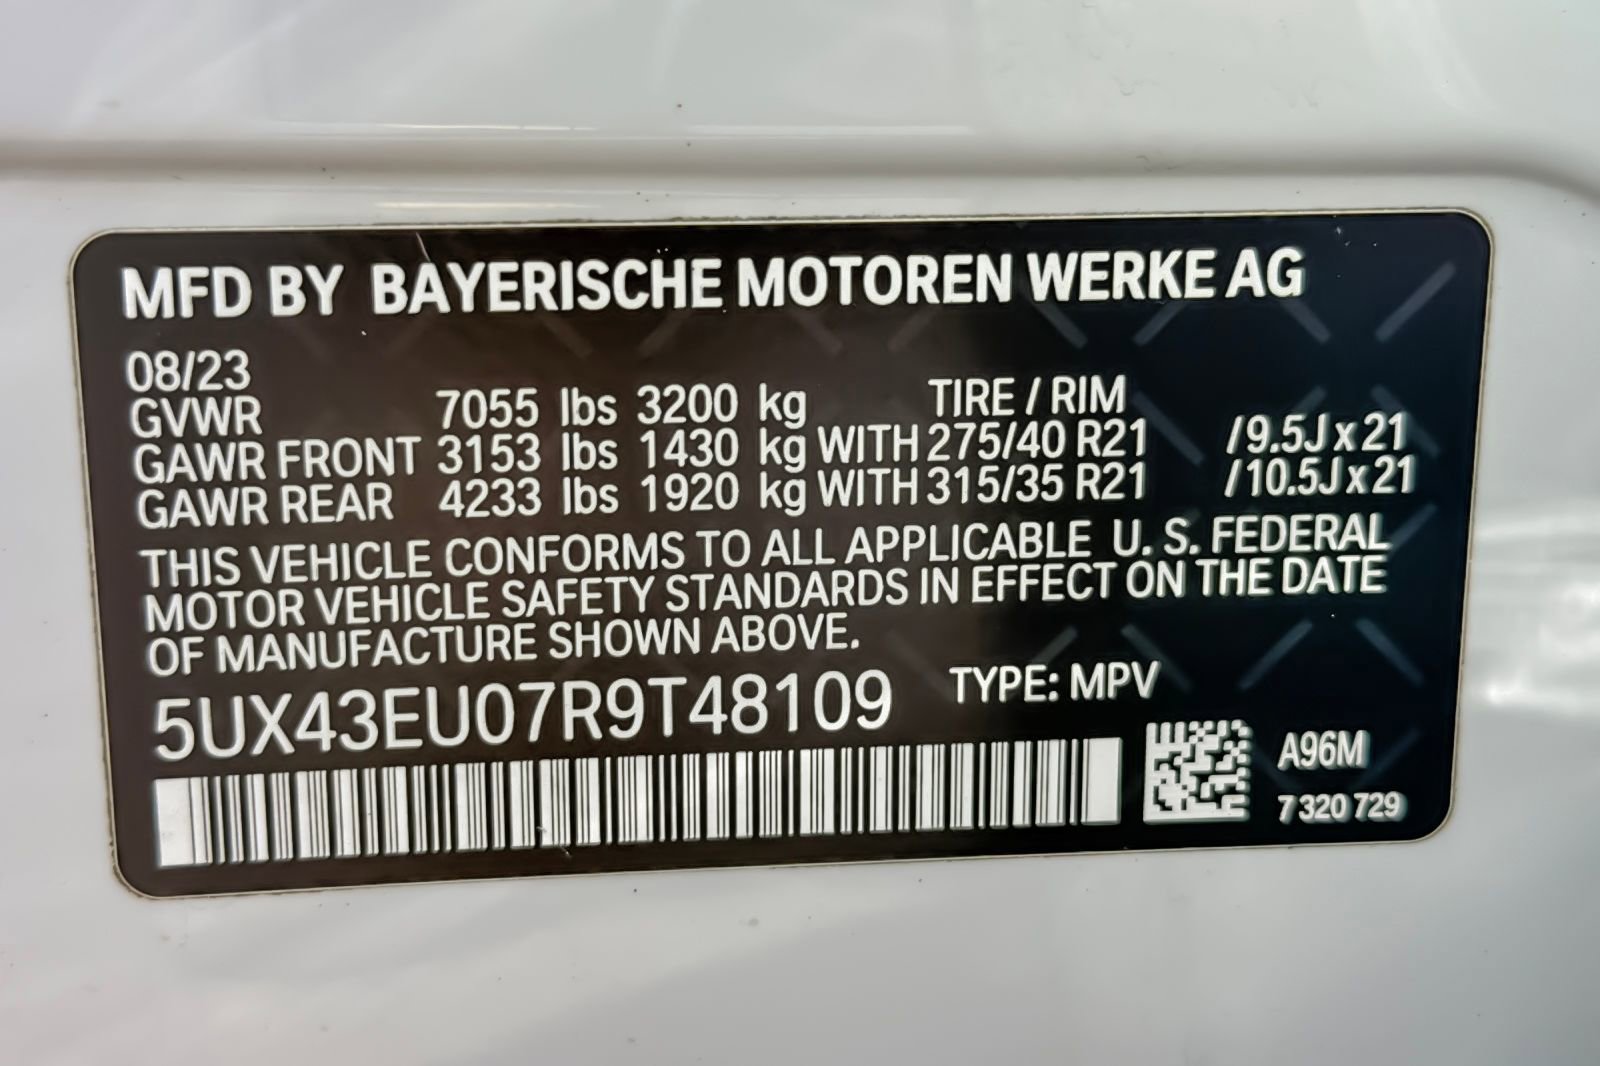 MFD BY BAYERISCHE MOTOREN WERKE AG
08/23
GVWR 7055 lbs 3200 kg TIRE / RIM
GAWR FRONT 3153 lbs 1430 kg WITH 275/40 R21 /9.5J x 21
GAWR REAR 4233 lbs 1920 kg WITH 315/35 R21 /10.5J x 21
THIS VEHICLE CONFORMS TO ALL APPLICABLE U. S. FEDERAL
MOTOR VEHICLE SAFETY STANDARDS IN EFFECT ON THE DATE
OF MANUFACTURE SHOWN ABOVE.
5UX43EU07R9T48109 TYPE: MPV
A96M
7 320 729